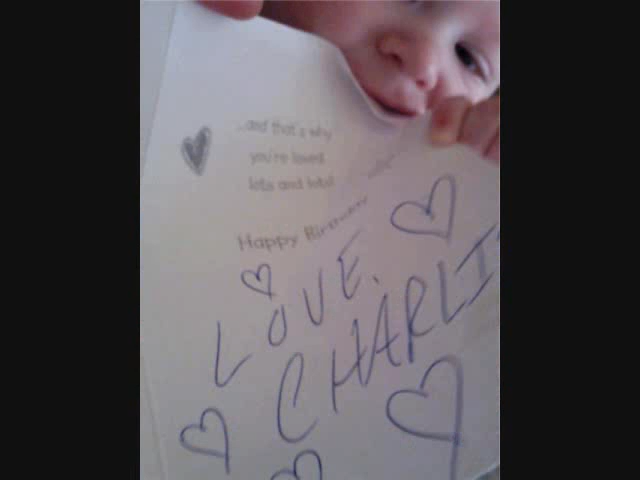 ...and that's why
you're loved
lots and lots!
Happy Birthday
LOVE.
CHARLI